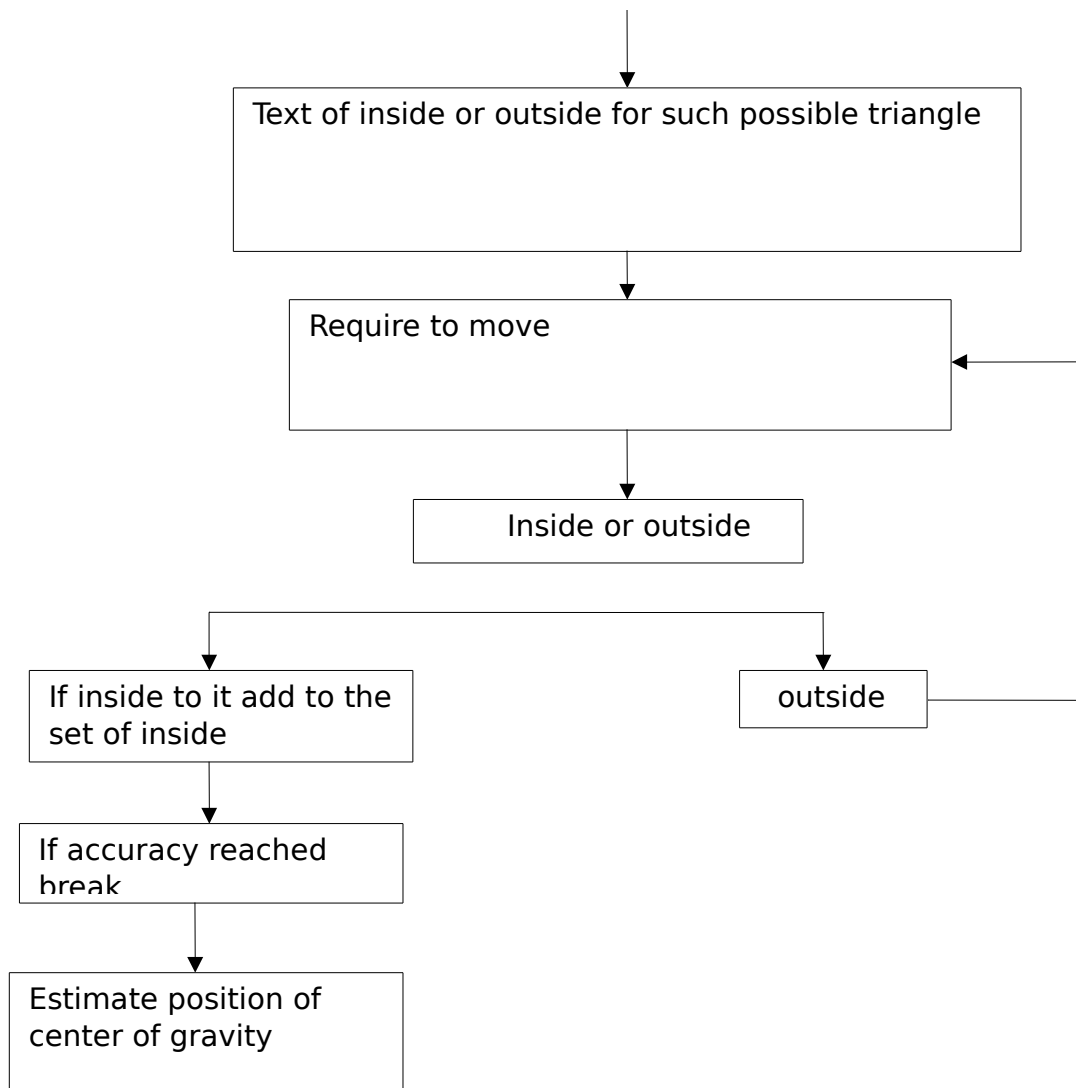 Text of inside or outside for such possible triangle
Require to move
Inside or outside
If inside to it add to the
set of inside
outside
If accuracy reached
break
Estimate position of
center of gravity